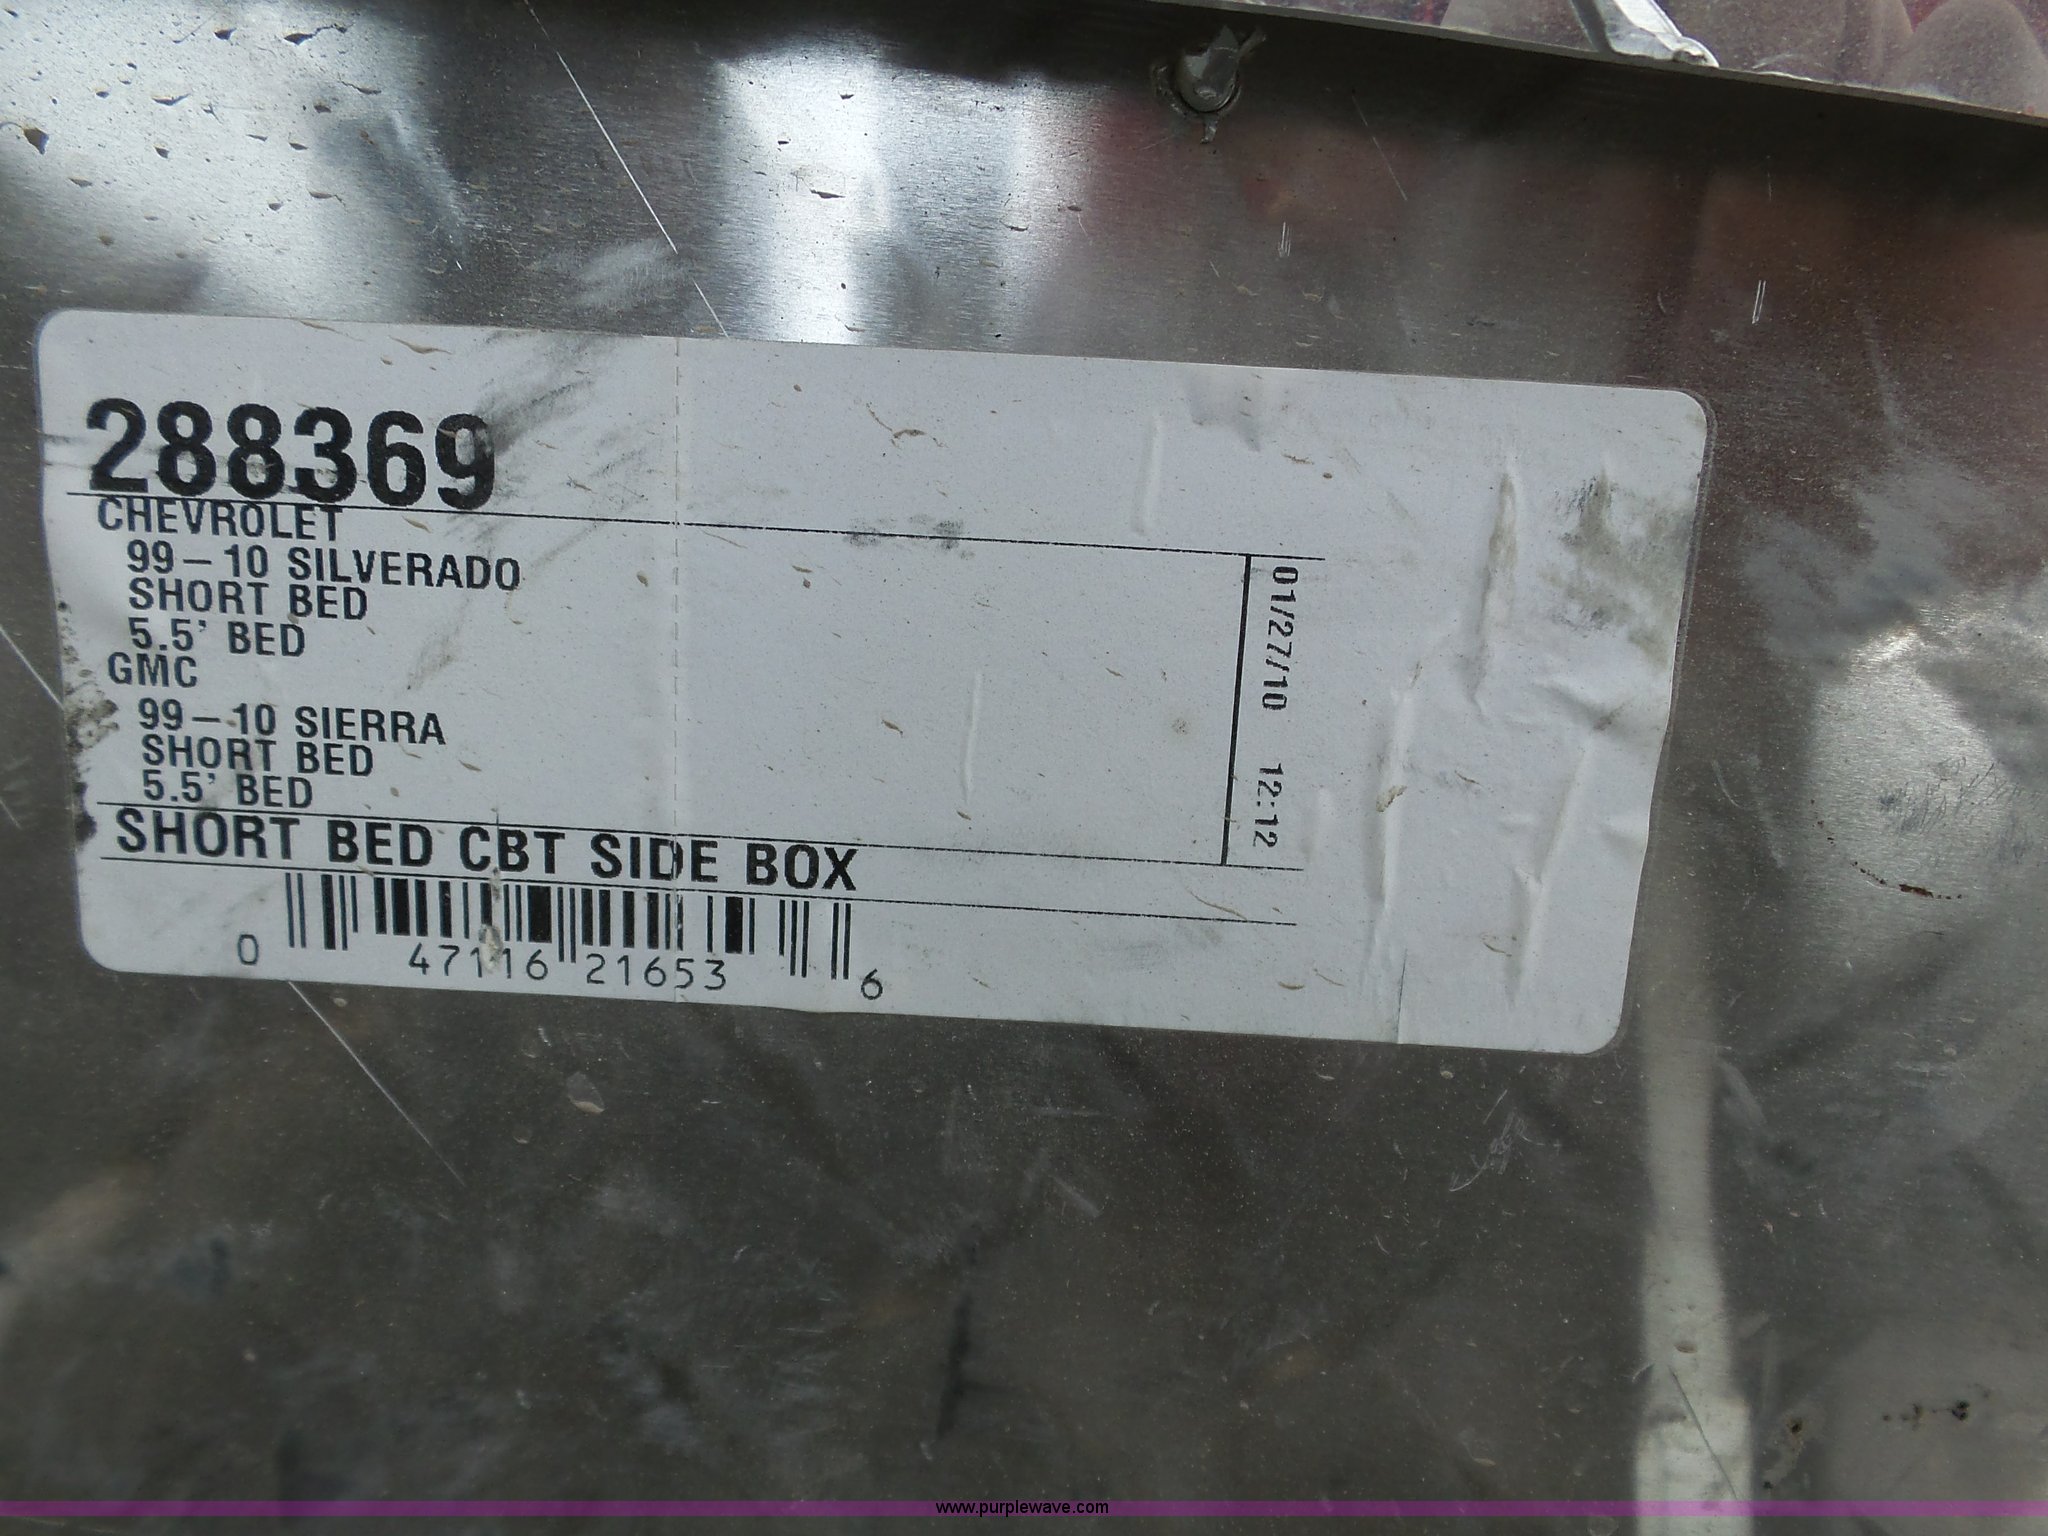 288369
CHEVROLET
99-10 SILVERADO
SHORT BED
5.5' BED
GMC
99-10 SIERRA
SHORT BED
5.5' BED
01/27/10 12:12
SHORT BED CBT SIDE BOX
0 47116 21653 6
www.purplewave.com